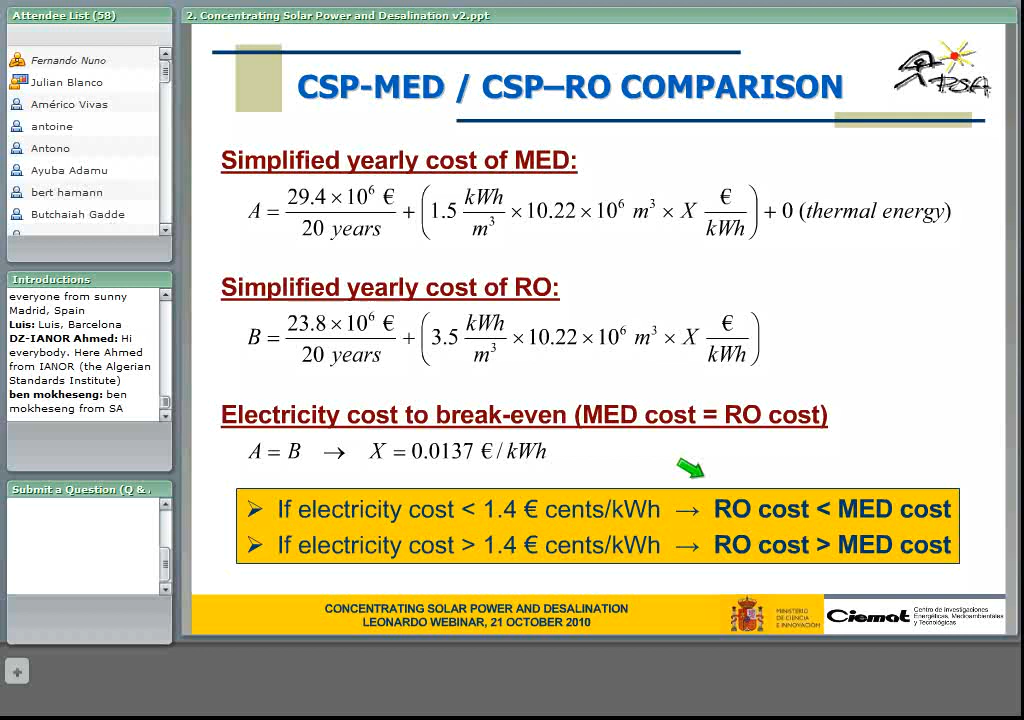 Attendee List (58)
Fernando Nuno
Julian Blanco
Américo Vivas
antoine
Antono
Ayuba Adamu
bert hamann
Butchaiah Gadde
Introductions
everyone from sunny
Madrid, Spain
Luis: Luis, Barcelona
DZ-IANOR Ahmed: Hi
everybody. Here Ahmed
from IANOR (the Algerian
Standards Institute)
ben mokheseng: ben
mokheseng from SA
Submit a Question (Q &
2. Concentrating Solar Power and Desalination v2.ppt
CSP-MED / CSP–RO COMPARISON
PSA
Simplified yearly cost of MED:
A = 29.4 × 10⁶ € / 20 years + (1.5 kWh/m³ × 10.22 × 10⁶ m³ × X €/kWh) + 0 (thermal energy)
Simplified yearly cost of RO:
B = 23.8 × 10⁶ € / 20 years + (3.5 kWh/m³ × 10.22 × 10⁶ m³ × X €/kWh)
Electricity cost to break-even (MED cost = RO cost)
A = B → X = 0.0137 € / kWh
➢ If electricity cost < 1.4 € cents/kWh → RO cost < MED cost
➢ If electricity cost > 1.4 € cents/kWh → RO cost > MED cost
CONCENTRATING SOLAR POWER AND DESALINATION
LEONARDO WEBINAR, 21 OCTOBER 2010
MINISTERIO
DE CIENCIA
E INNOVACIÓN
Ciemat
Centro de Investigaciones
Energéticas, Medioambientales
y Tecnológicas